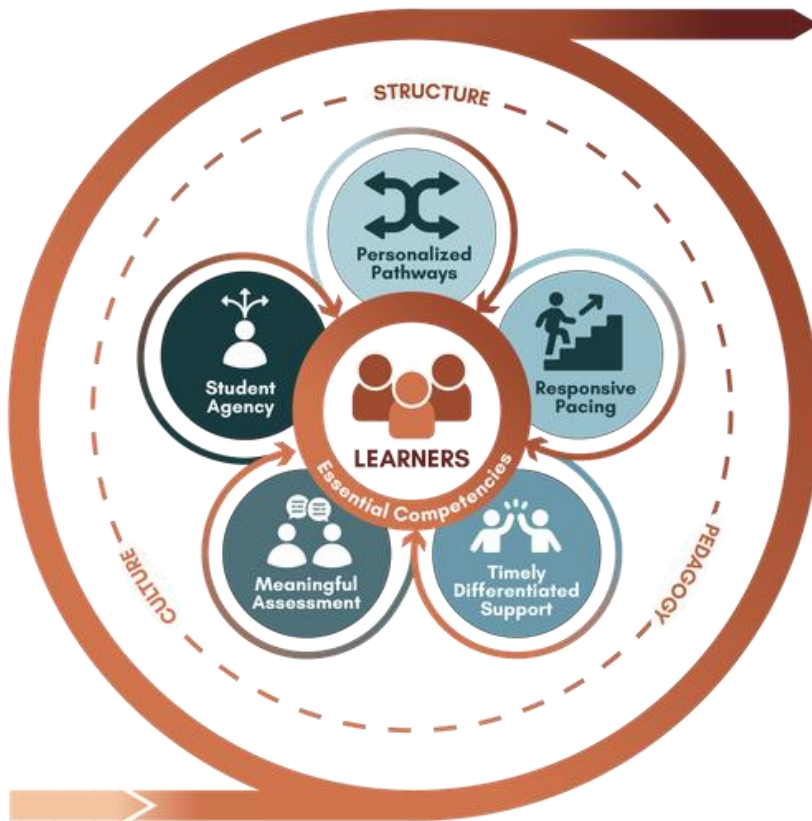 STRUCTURE
Personalized
Pathways
Student
Agency
Responsive
Pacing
LEARNERS
Essential Competencies
Meaningful
Assessment
Timely
Differentiated
Support
CULTURE
PEDAGOGY